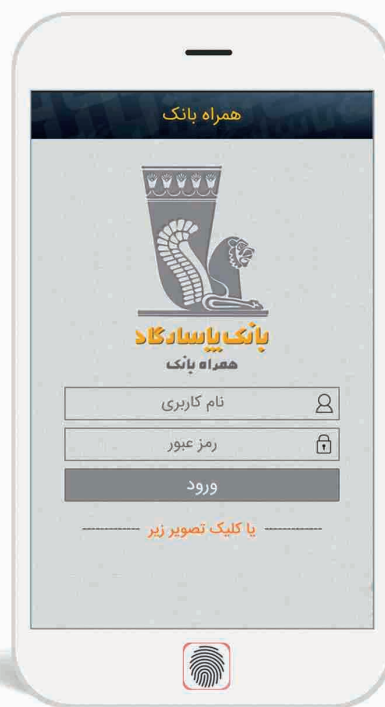 همراه بانک
بانک پاسارگاد
همراه بانک
نام کاربری
رمز عبور
ورود
یا کلیک تصویر زیر